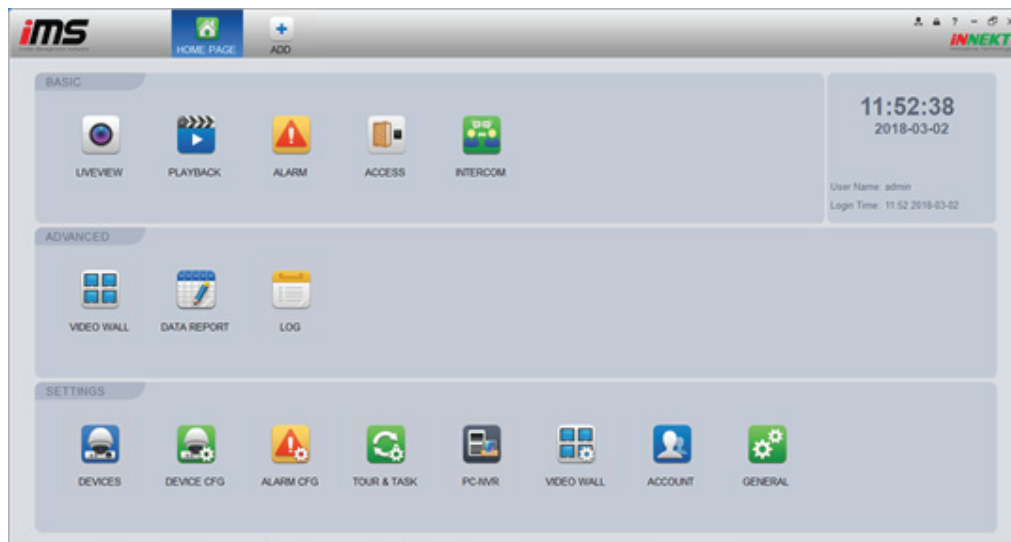 iMS
HOME PAGE
ADD
iNNEKT
BASIC
LIVEVIEW
PLAYBACK
ALARM
ACCESS
INTERCOM
11:52:38
2018-03-02
User Name: admin
Login Time: 11:52 2018-03-02
ADVANCED
VIDEO WALL
DATA REPORT
LOG
SETTINGS
DEVICES
DEVICE CFG
ALARM CFG
TOUR & TASK
PC-NVR
VIDEO WALL
ACCOUNT
GENERAL